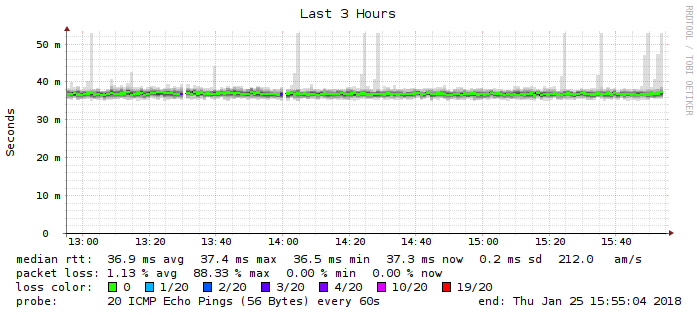 Last 3 Hours
RRDTOOL / TOBI OETIKER
Seconds
50 m
40 m
30 m
20 m
10 m
0
13:00 13:20 13:40 14:00 14:20 14:40 15:00 15:20 15:40
median rtt: 36.9 ms avg 37.4 ms max 36.5 ms min 37.3 ms now 0.2 ms sd 212.0 am/s
packet loss: 1.13 % avg 88.33 % max 0.00 % min 0.00 % now
loss color: 0 1/20 2/20 3/20 4/20 10/20 19/20
probe: 20 ICMP Echo Pings (56 Bytes) every 60s end: Thu Jan 25 15:55:04 2018